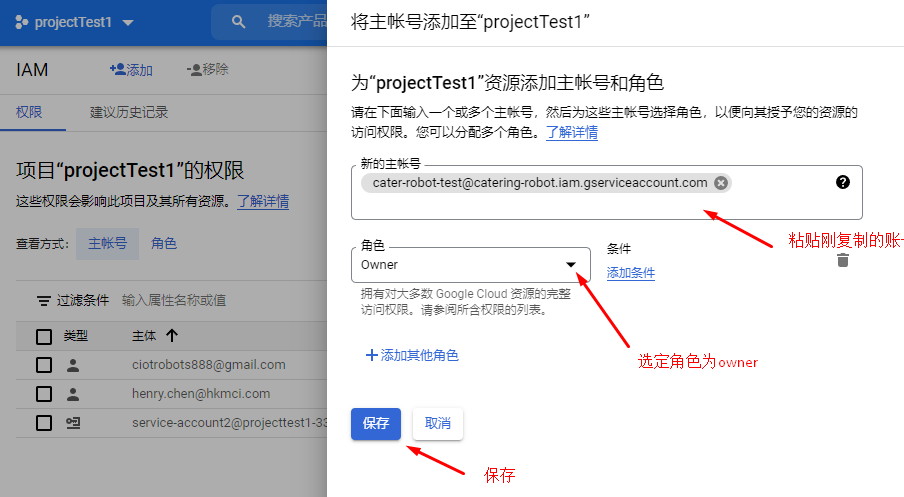 projectTest1
搜索产品
IAM
添加
移除
权限
建议历史记录
项目“projectTest1”的权限
这些权限会影响此项目及其所有资源。了解详情
查看方式:
主帐号
角色
过滤条件
输入属性名称或值
类型
主体
ciotrobots888@gmail.com
henry.chen@hkmci.com
service-account2@projecttest1-33
将主帐号添加至“projectTest1”
为“projectTest1”资源添加主帐号和角色
请在下面输入一个或多个主帐号，然后为这些主帐号选择角色，以便向其授予您的资源的
访问权限。您可以分配多个角色。了解详情
新的主帐号
cater-robot-test@catering-robot.iam.gserviceaccount.com
粘贴刚复制的账
角色
Owner
条件
添加条件
拥有对大多数 Google Cloud 资源的完整
访问权限。请参阅所含权限的列表。
选定角色为owner
添加其他角色
保存
取消
保存